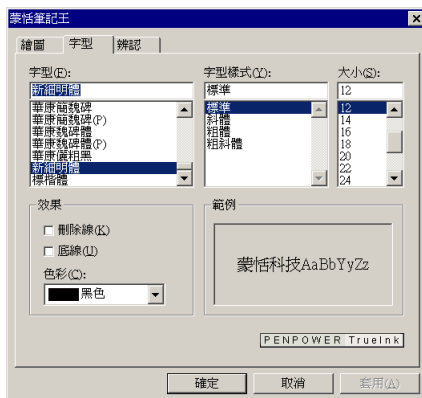 蒙恬筆記王
繪圖 字型 辨認
字型(F): 字型樣式(Y): 大小(S):
新細明體 標準 12
華康簡魏碑 標準 12
華康簡魏碑(P) 斜體 14
華康魏碑體 粗體 16
華康魏碑體(P) 粗斜體 18
華康儷粗黑 20
新細明體 22
標楷體 24
效果 範例
刪除線(K)
底線(U)
蒙恬科技AaBbYyZz
色彩(C):
黑色
PENPOWER TrueInk
確定 取消 套用(A)